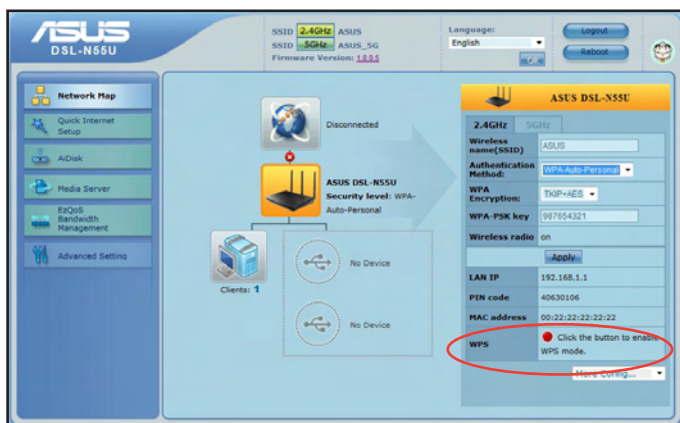 ASUS
DSL-N55U
SSID 2.4GHz ASUS
SSID 5GHz ASUS_5G
Firmware Version: 1.0.0.5
Language:
English
OK
Logout
Reboot
Network Map
Quick Internet
Setup
AiDisk
Media Server
EzQoS
Bandwidth
Management
Advanced Setting
Disconnected
ASUS DSL-N55U
Security level: WPA-
Auto-Personal
Clients: 1
No Device
No Device
ASUS DSL-N55U
2.4GHz 5GHz
Wireless
name(SSID) ASUS
Authentication
Method: WPA-Auto-Personal
WPA
Encryption: TKIP+AES
WPA-PSK key 987654321
Wireless radio on
Apply
LAN IP 192.168.1.1
PIN code 40630106
MAC address 00:22:22:22:22:22
WPS Click the button to enable
WPS mode.
More Config...